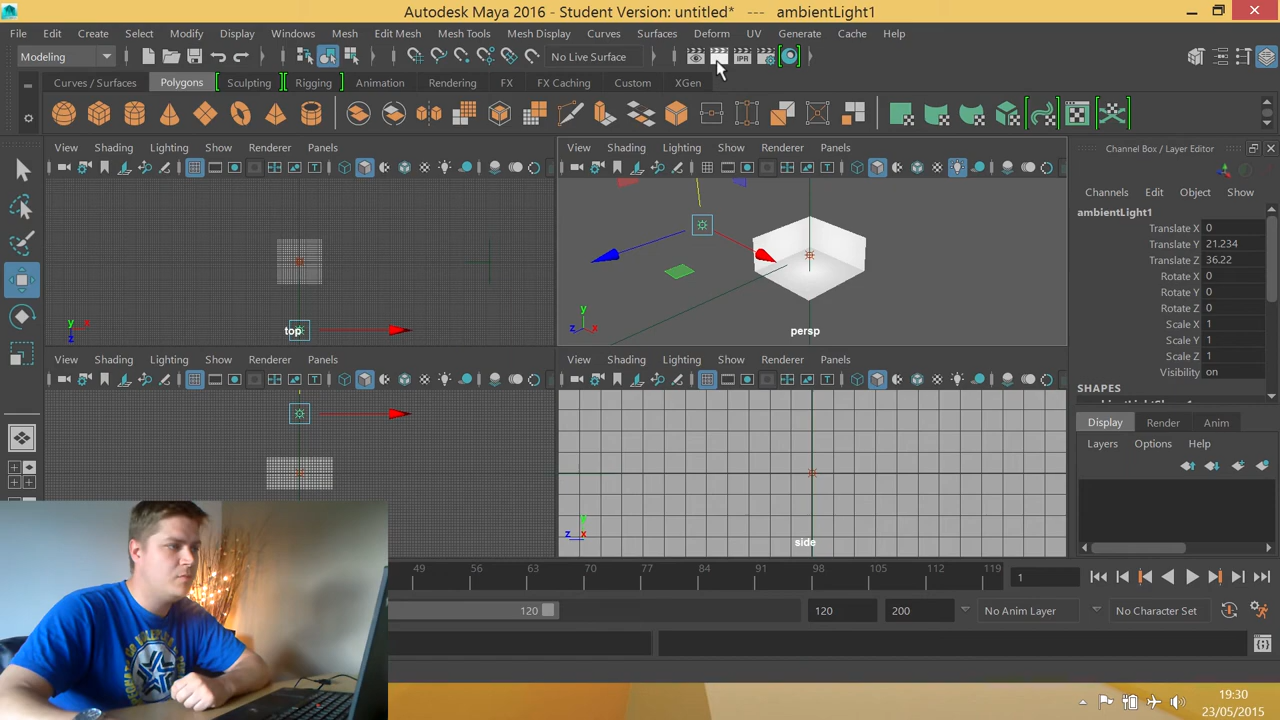 Autodesk Maya 2016 - Student Version: untitled* --- ambientLight1
File Edit Create Select Modify Display Windows Mesh Edit Mesh Mesh Tools Mesh Display Curves Surfaces Deform UV Generate Cache Help
Modeling No Live Surface IPR
Curves / Surfaces Polygons Sculpting Rigging Animation Rendering FX FX Caching Custom XGen
View Shading Lighting Show Renderer Panels
View Shading Lighting Show Renderer Panels
Channel Box / Layer Editor
Channels Edit Object Show
ambientLight1
Translate X 0
Translate Y 21.234
Translate Z 36.22
Rotate X 0
Rotate Y 0
Rotate Z 0
Scale X 1
Scale Y 1
Scale Z 1
Visibility on
SHAPES
y x z top
y z x persp
View Shading Lighting Show Renderer Panels
View Shading Lighting Show Renderer Panels
Display Render Anim
Layers Options Help
z x side
49 56 63 70 77 84 91 98 105 112 119 1
120 120 200 No Anim Layer No Character Set
19:30
23/05/2015